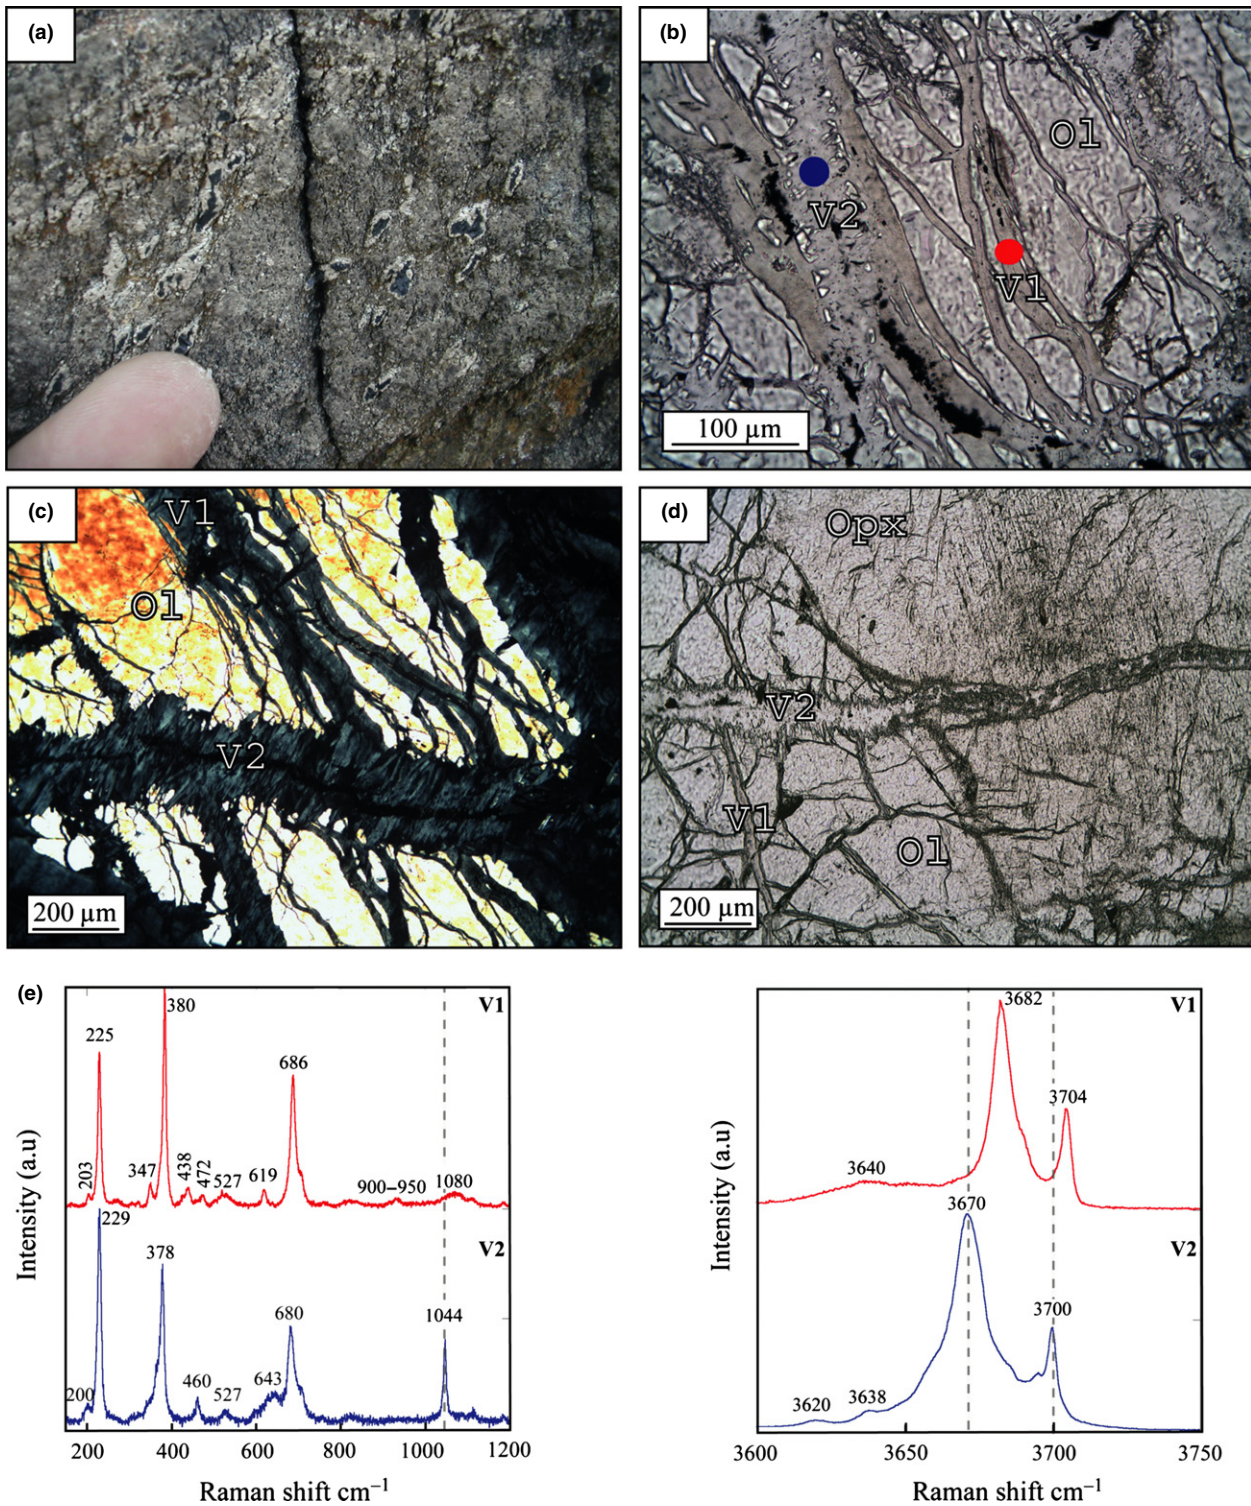 (a)
(b)
Ol
V2
V1
100 µm
(c)
V1
Ol
V2
200 µm
(d)
Opx
V2
V1
Ol
200 µm
(e)
380
V1
225
686
203
347
438
472
527
619
900–950
1080
229
V2
378
680
1044
200
460
527
643
200 400 600 800 1000 1200
Raman shift cm–1
Intensity (a.u)
3682
V1
3704
3640
3670
V2
3700
3620
3638
3600 3650 3700 3750
Raman shift cm–1
Intensity (a.u)